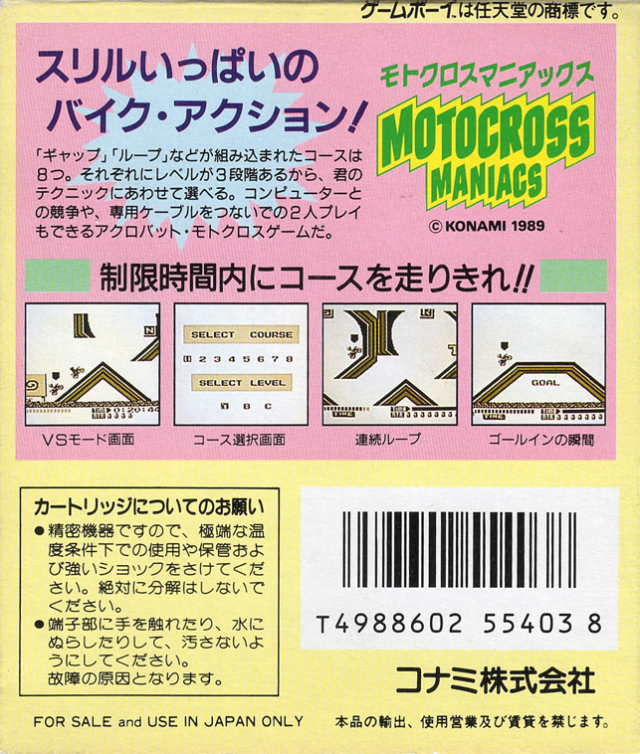 ゲームボーイ™は任天堂の商標です。
スリルいっぱいの
バイク・アクション!
モトクロスマニアックス
MOTOCROSS
MANIACS
© KONAMI 1989
「ギャップ」「ループ」などが組み込まれたコースは
8つ。それぞれにレベルが3段階あるから、君の
テクニックにあわせて選べる。コンピューターと
の競争や、専用ケーブルをつないでの2人プレイ
もできるアクロバット・モトクロスゲームだ。
制限時間内にコースを走りきれ!!
SELECT COURSE
1 2 3 4 5 6 7 8
SELECT LEVEL
A B C
GOAL
TIME 01:20:44
TIME
VSモード画面
コース選択画面
連続ループ
ゴールインの瞬間
カートリッジについてのお願い
●精密機器ですので、極端な温
度条件下での使用や保管およ
び強いショックをさけてくだ
さい。絶対に分解はしないで
ください。
●端子部に手を触れたり、水に
ぬらしたりして、汚さないよ
うにしてください。
故障の原因となります。
T4988602 55403 8
コナミ株式会社
FOR SALE and USE IN JAPAN ONLY
本品の輸出、使用営業及び賃貸を禁じます。